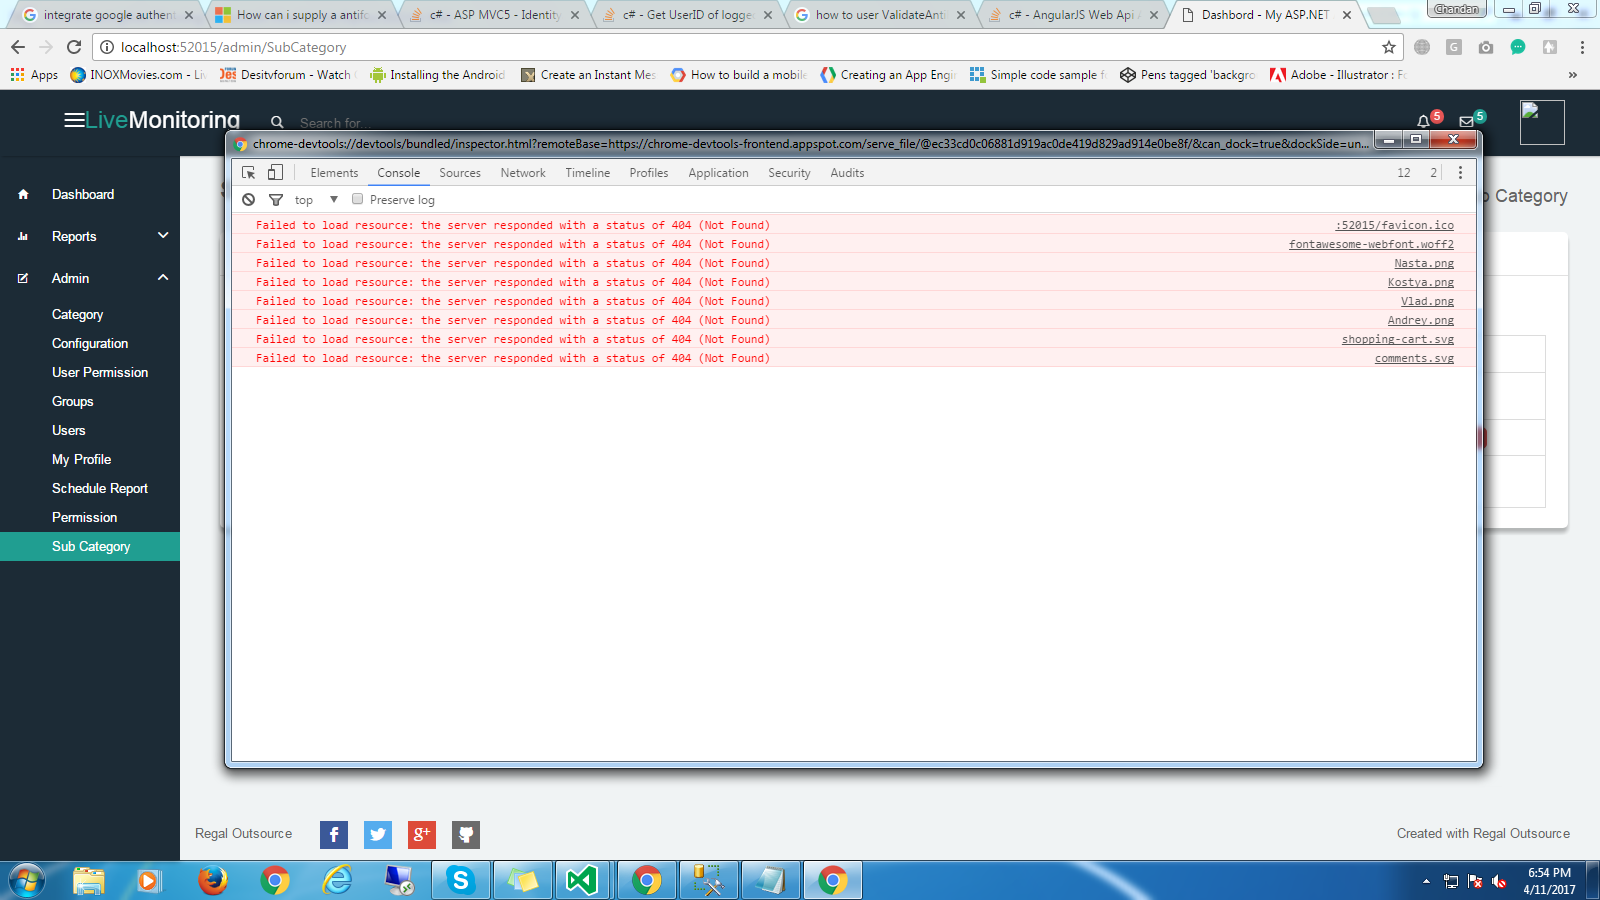 integrate google authent
How can i supply a antifo
c# - ASP MVC5 - Identity
c# - Get UserID of logge
how to user ValidateAnti
c# - AngularJS Web Api
Dashbord - My ASP.NET
Chandan
localhost:52015/admin/SubCategory
Apps
INOXMovies.com - Liv
Desitvforum - Watch
Installing the Android
Create an Instant Mes
How to build a mobile
Creating an App Engi
Simple code sample f
Pens tagged 'backgro
Adobe - Illustrator : Fo
»
LiveMonitoring
Search for...
5
5
chrome-devtools://devtools/bundled/inspector.html?remoteBase=https://chrome-devtools-frontend.appspot.com/serve_file/@ec33cd0c06881d919ac0de419d829ad914e0be8f/&can_dock=true&dockSide=un...
Elements Console Sources Network Timeline Profiles Application Security Audits 12 2
top Preserve log
Failed to load resource: the server responded with a status of 404 (Not Found) :52015/favicon.ico
Failed to load resource: the server responded with a status of 404 (Not Found) fontawesome-webfont.woff2
Failed to load resource: the server responded with a status of 404 (Not Found) Nasta.png
Failed to load resource: the server responded with a status of 404 (Not Found) Kostya.png
Failed to load resource: the server responded with a status of 404 (Not Found) Vlad.png
Failed to load resource: the server responded with a status of 404 (Not Found) Andrey.png
Failed to load resource: the server responded with a status of 404 (Not Found) shopping-cart.svg
Failed to load resource: the server responded with a status of 404 (Not Found) comments.svg
Dashboard
Reports
Admin
Category
Configuration
User Permission
Groups
Users
My Profile
Schedule Report
Permission
Sub Category
Category
Regal Outsource
Created with Regal Outsource
6:54 PM
4/11/2017